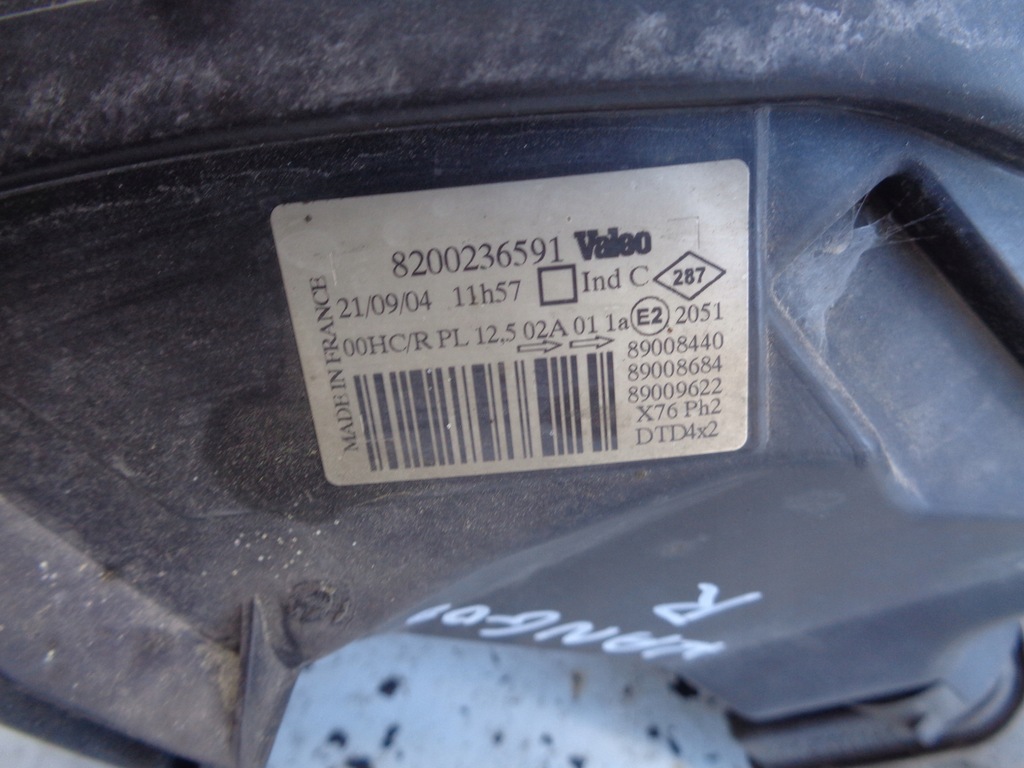 8200236591 Valeo
21/09/04 11h57 Ind C 287
00HC/R PL 12,5 02A 01 1a E2 2051
89008440
89008684
89009622
X76 Ph2
DTD4x2
MADE IN FRANCE
KANGOO
R